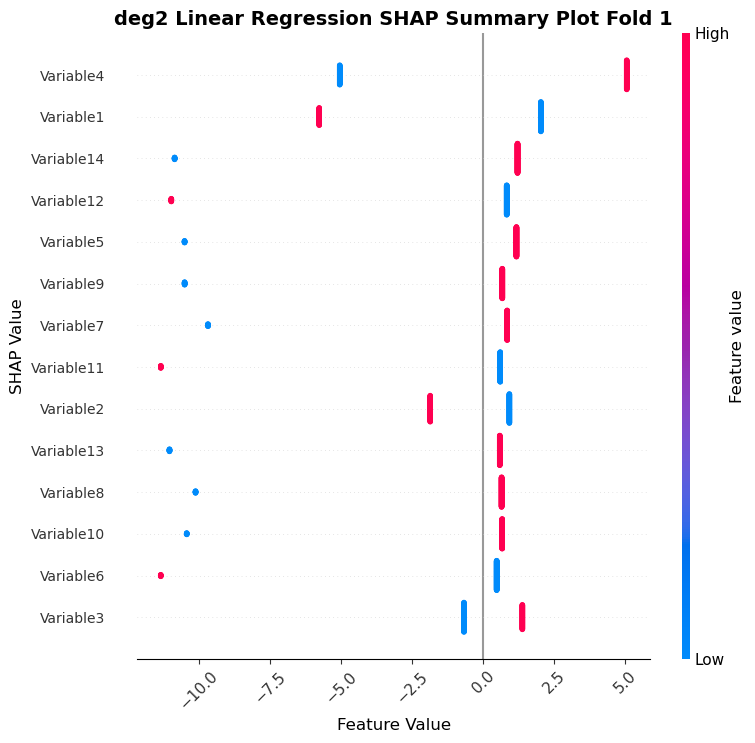 deg2 Linear Regression SHAP Summary Plot Fold 1
High
Variable4
Variable1
Variable14
Variable12
Variable5
Variable9
Variable7
Variable11
Variable2
Variable13
Variable8
Variable10
Variable6
Variable3
SHAP Value
Feature value
Low
−10.0
−7.5
−5.0
−2.5
0.0
2.5
5.0
Feature Value